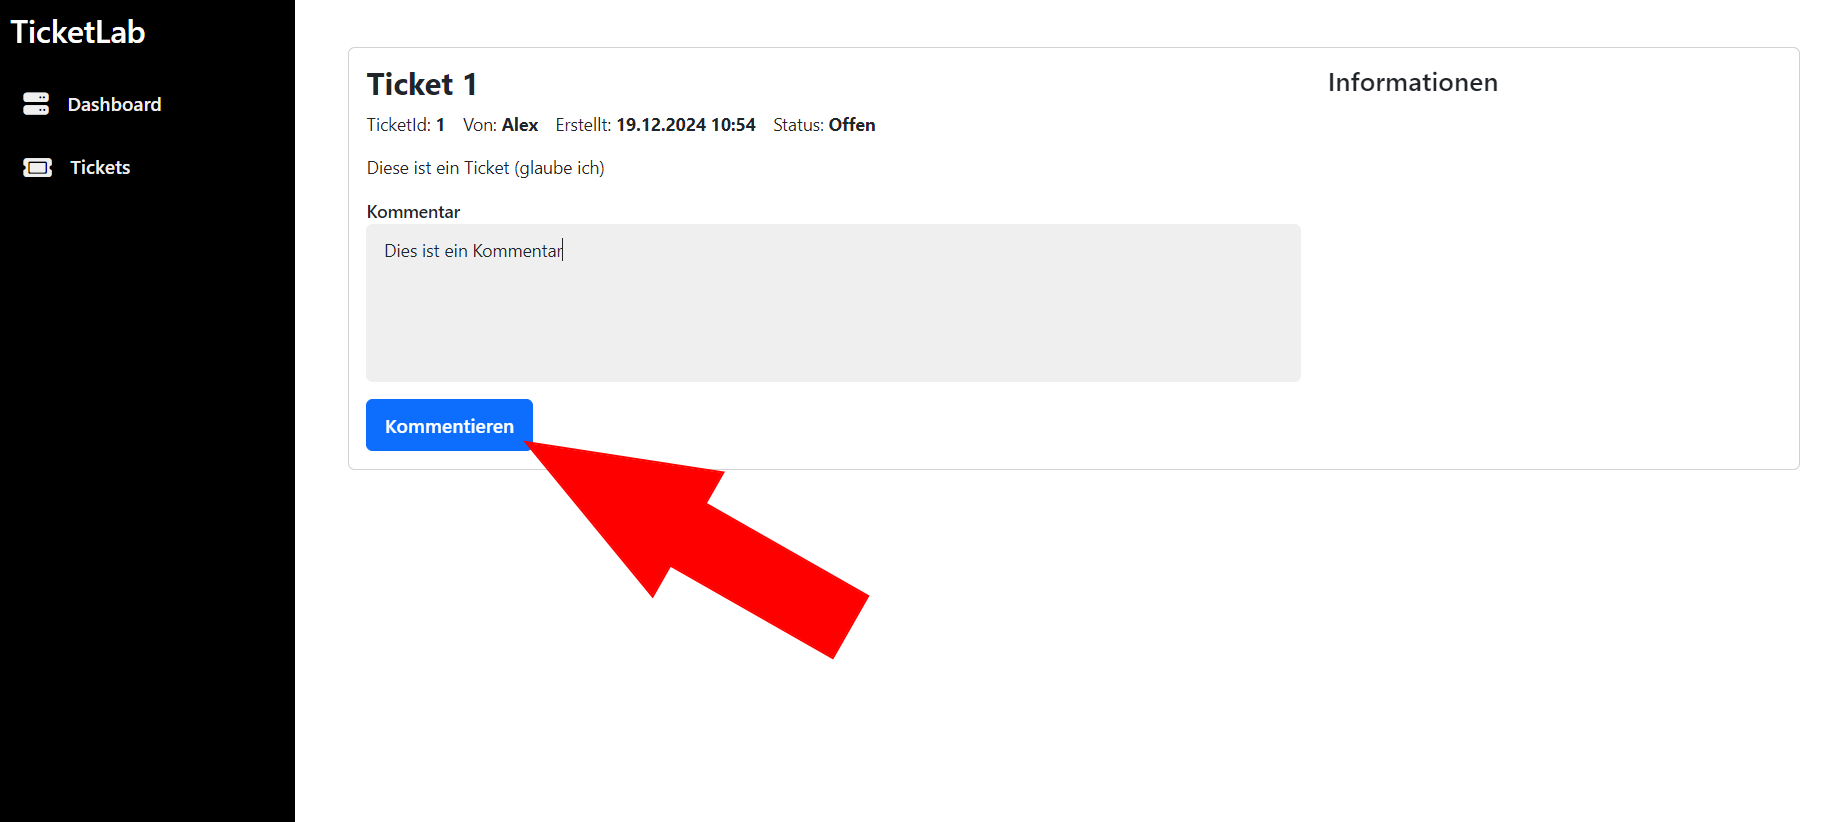 TicketLab
Dashboard
Tickets
Ticket 1
TicketId: 1 Von: Alex Erstellt: 19.12.2024 10:54 Status: Offen
Diese ist ein Ticket (glaube ich)
Kommentar
Dies ist ein Kommentar
Kommentieren
Informationen